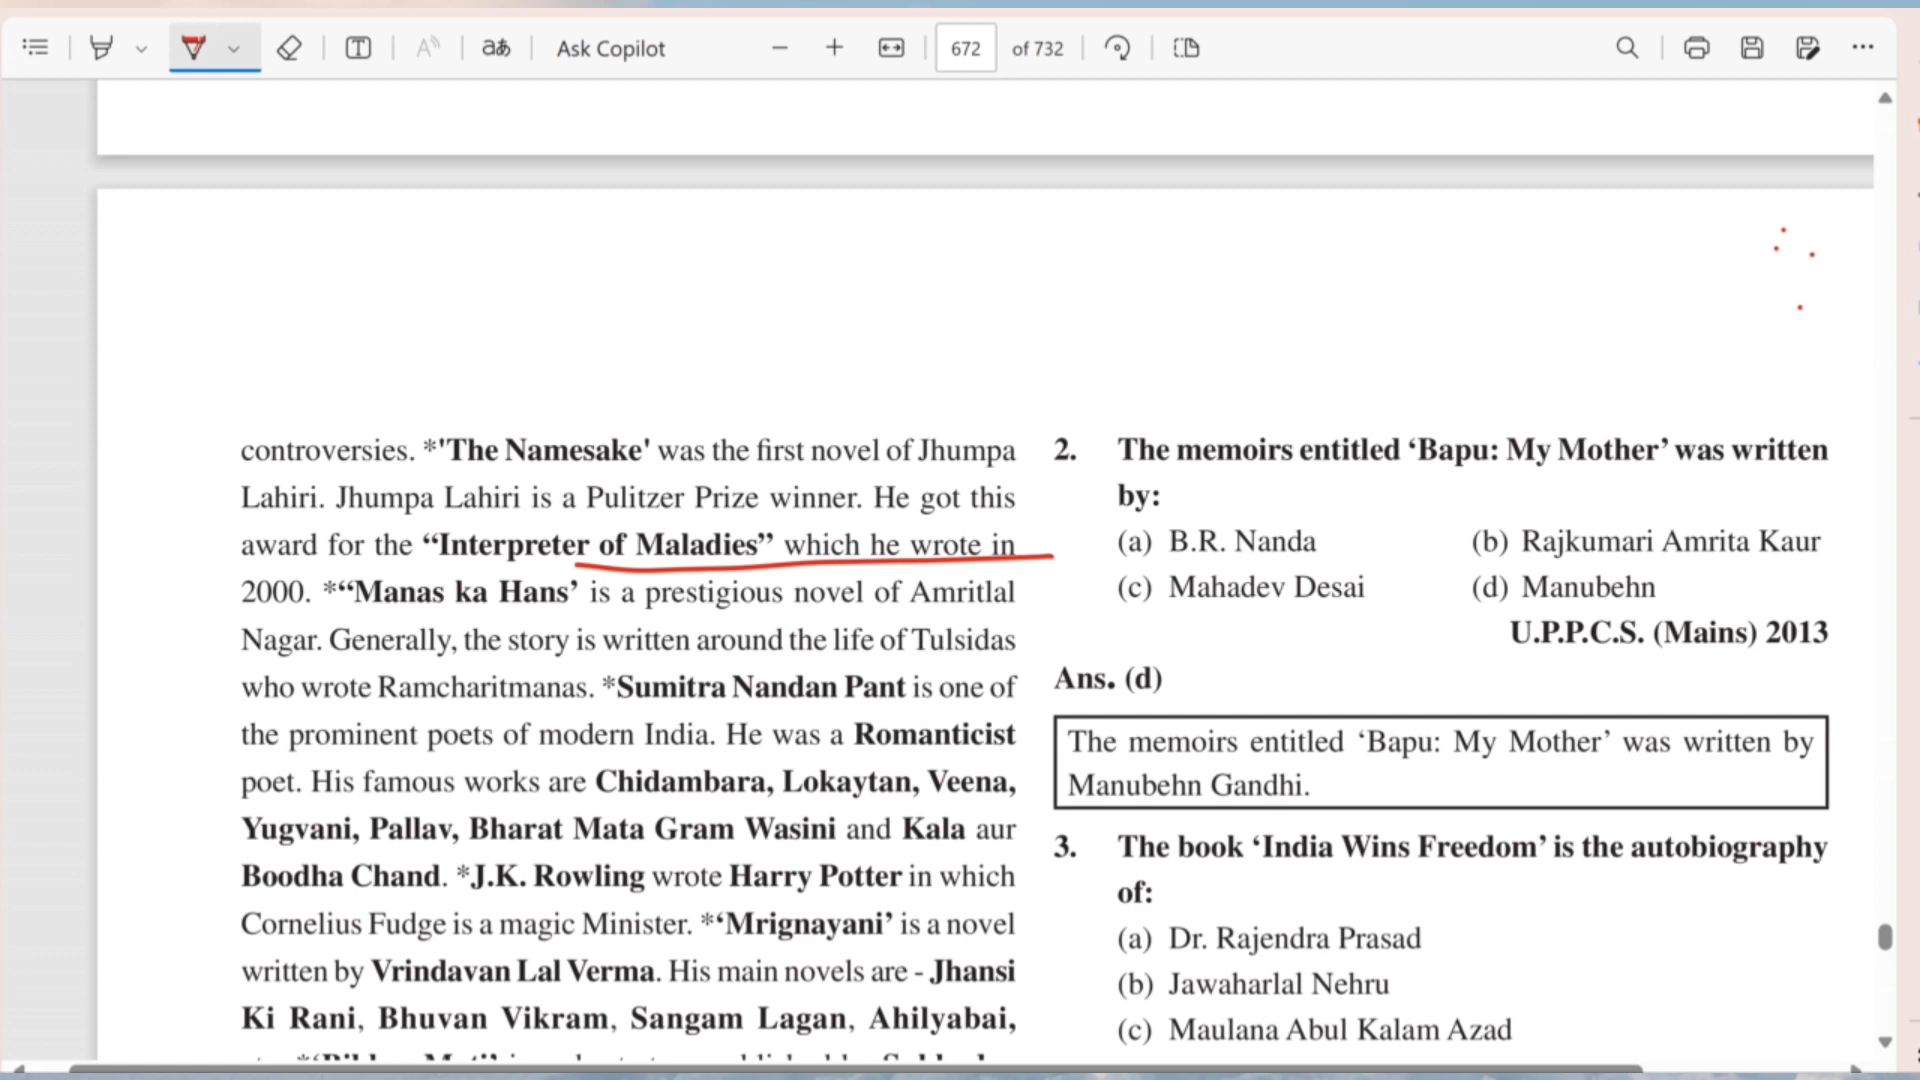 aあ Ask Copilot 672 of 732
controversies. *'The Namesake' was the first novel of Jhumpa
Lahiri. Jhumpa Lahiri is a Pulitzer Prize winner. He got this
award for the “Interpreter of Maladies” which he wrote in
2000. *“Manas ka Hans’ is a prestigious novel of Amritlal
Nagar. Generally, the story is written around the life of Tulsidas
who wrote Ramcharitmanas. *Sumitra Nandan Pant is one of
the prominent poets of modern India. He was a Romanticist
poet. His famous works are Chidambara, Lokaytan, Veena,
Yugvani, Pallav, Bharat Mata Gram Wasini and Kala aur
Boodha Chand. *J.K. Rowling wrote Harry Potter in which
Cornelius Fudge is a magic Minister. *‘Mrignayani’ is a novel
written by Vrindavan Lal Verma. His main novels are - Jhansi
Ki Rani, Bhuvan Vikram, Sangam Lagan, Ahilyabai,
2. The memoirs entitled ‘Bapu: My Mother’ was written
by:
(a) B.R. Nanda (b) Rajkumari Amrita Kaur
(c) Mahadev Desai (d) Manubehn
U.P.P.C.S. (Mains) 2013
Ans. (d)
The memoirs entitled ‘Bapu: My Mother’ was written by
Manubehn Gandhi.
3. The book ‘India Wins Freedom’ is the autobiography
of:
(a) Dr. Rajendra Prasad
(b) Jawaharlal Nehru
(c) Maulana Abul Kalam Azad